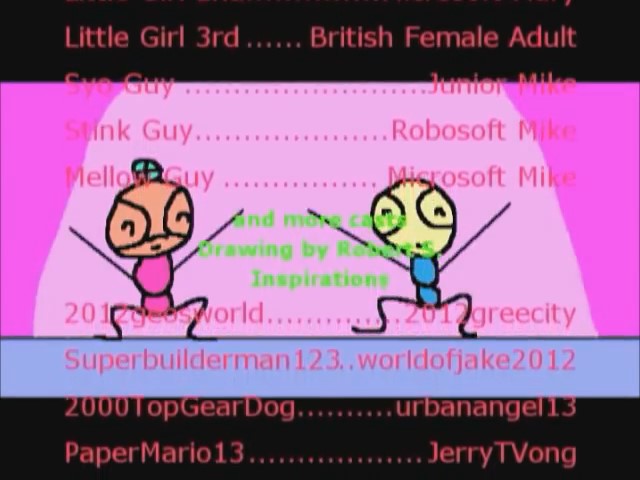 Little Girl 3rd ...... British Female Adult
Syo Guy ..........................Junior Mike
Stink Guy....................Robosoft Mike
Mellow Guy ................ Microsoft Mike
and more casts
Drawing by Robert S.
Inspirations
2012geosworld..............2012greecity
Superbuilderman123..worldofjake2012
2000TopGearDog..........urbanangel13
PaperMario13..................JerryTVong